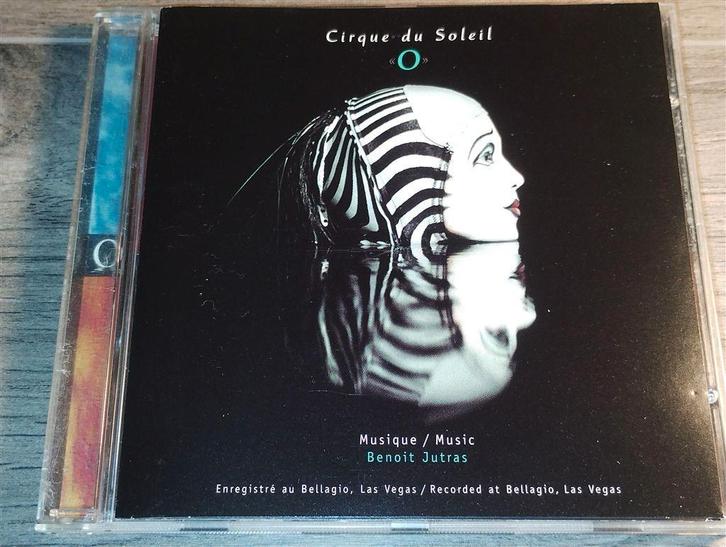 Cirque du Soleil
«O»
O
Musique / Music
Benoit Jutras
Enregistré au Bellagio, Las Vegas / Recorded at Bellagio, Las Vegas